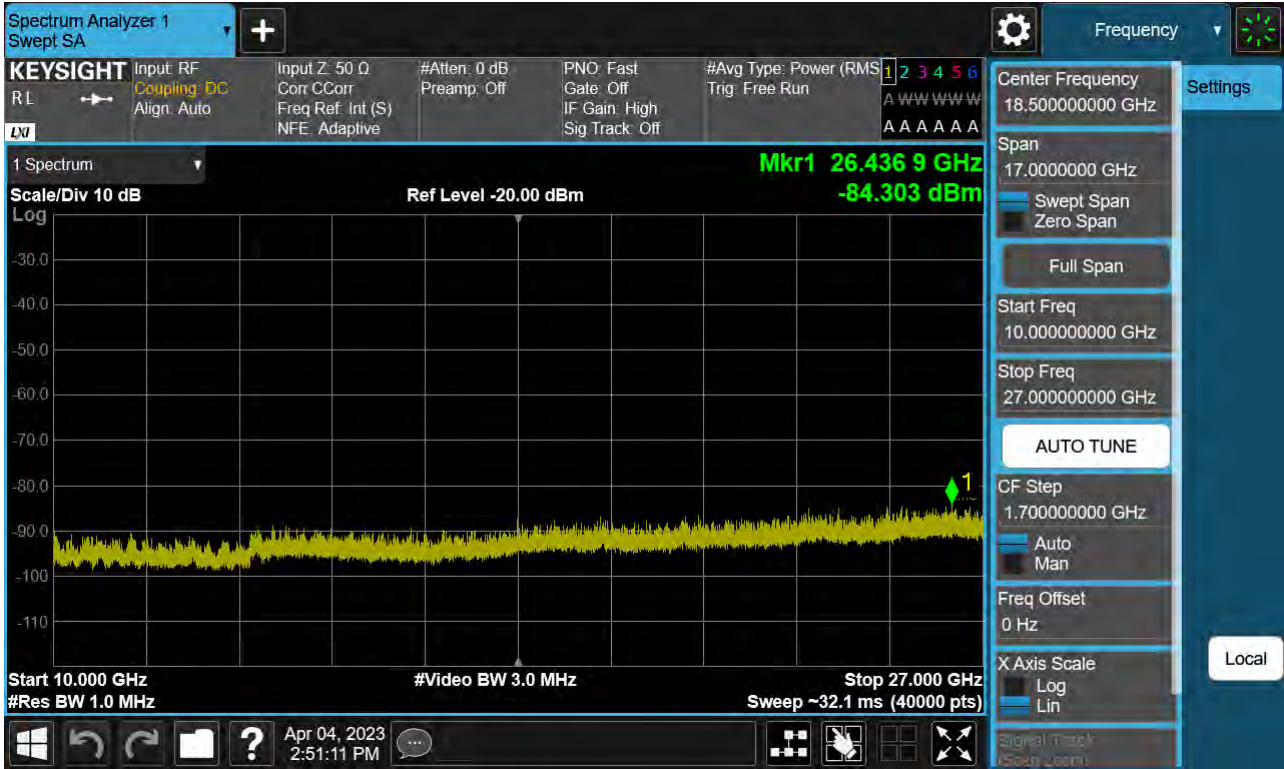 Spectrum Analyzer 1
Swept SA
Frequency
KEYSIGHT
R L
LXI
Input: RF
Coupling: DC
Align: Auto
Input Z: 50 Ω
Corr CCorr
Freq Ref: Int (S)
NFE: Adaptive
#Atten: 0 dB
Preamp: Off
PNO: Fast
Gate: Off
IF Gain: High
Sig Track: Off
#Avg Type: Power (RMS
Trig: Free Run
1 2 3 4 5 6
A W W W W W
A A A A A A
1 Spectrum
Mkr1 26.436 9 GHz
-84.303 dBm
Scale/Div 10 dB
Ref Level -20.00 dBm
Log
-30.0
-40.0
-50.0
-60.0
-70.0
-80.0
-90.0
-100
-110
1
Start 10.000 GHz
#Video BW 3.0 MHz
Stop 27.000 GHz
#Res BW 1.0 MHz
Sweep ~32.1 ms (40000 pts)
Center Frequency
18.500000000 GHz
Settings
Span
17.0000000 GHz
Swept Span
Zero Span
Full Span
Start Freq
10.000000000 GHz
Stop Freq
27.000000000 GHz
AUTO TUNE
CF Step
1.700000000 GHz
Auto
Man
Freq Offset
0 Hz
X Axis Scale
Log
Lin
Local
Signal Track
(Span Zoom)
?
Apr 04, 2023
2:51:11 PM